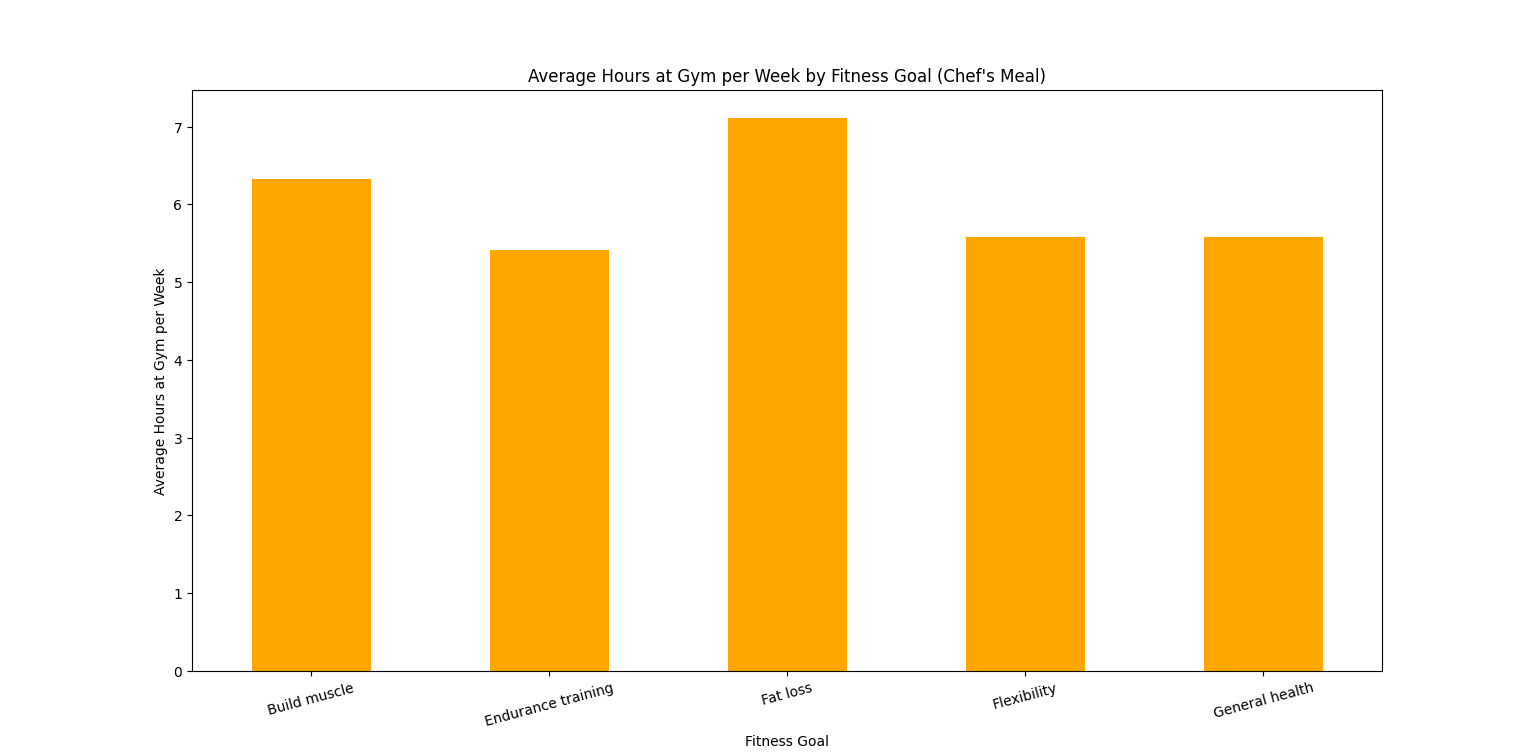 Average Hours at Gym per Week by Fitness Goal (Chef's Meal)
Average Hours at Gym per Week
7
6
5
4
3
2
1
0
Build muscle
Endurance training
Fat loss
Flexibility
General health
Fitness Goal